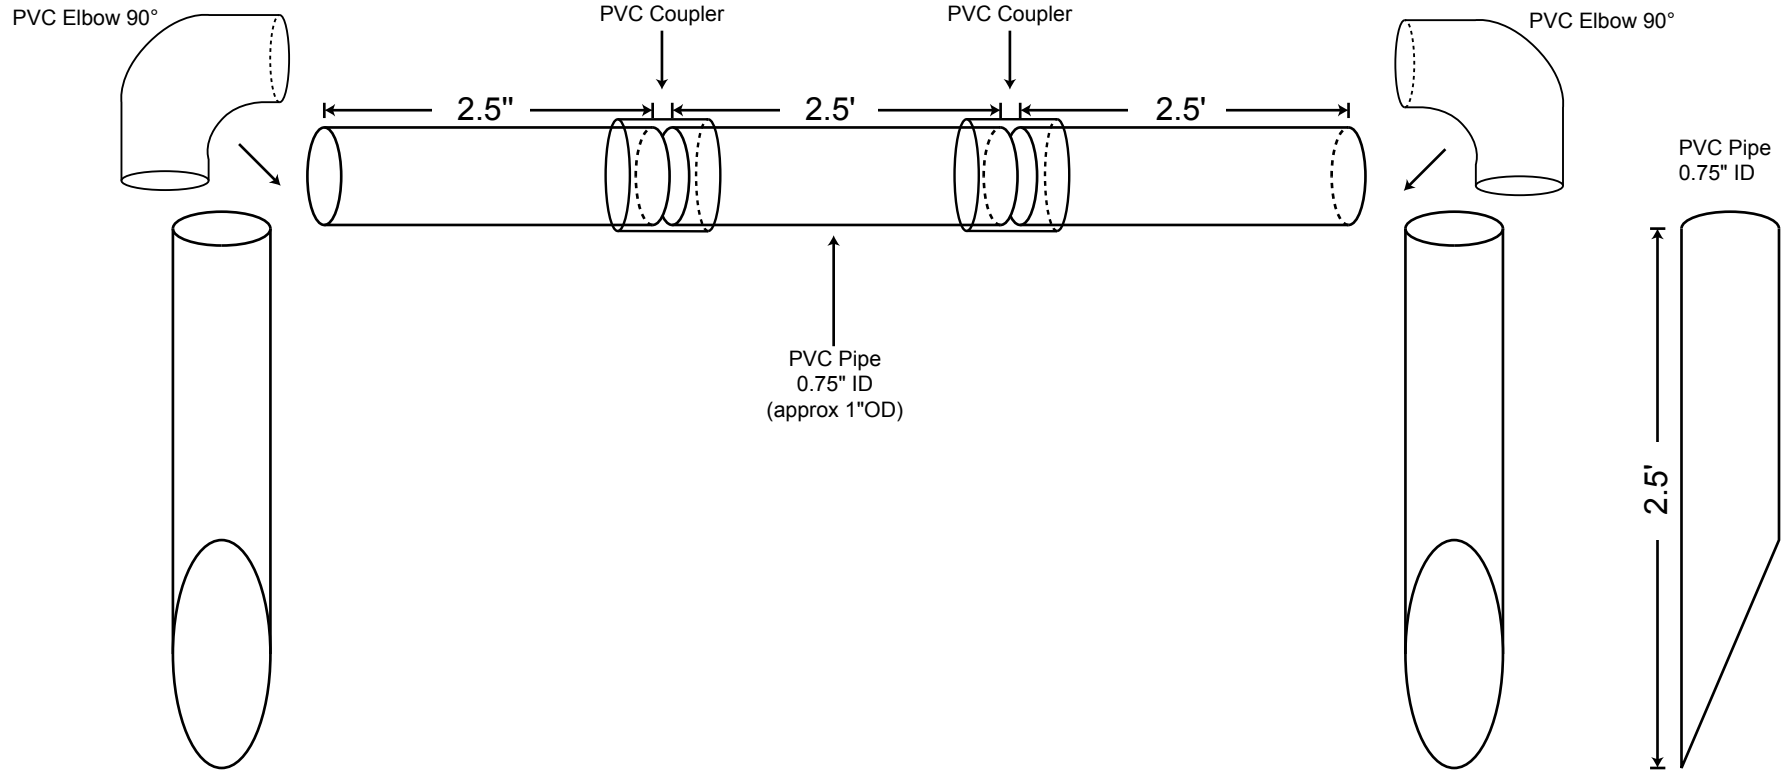 PVC Elbow 90°
PVC Coupler
PVC Coupler
PVC Elbow 90°
2.5"
2.5'
2.5'
PVC Pipe
0.75" ID
PVC Pipe
0.75" ID
(approx 1"OD)
2.5'